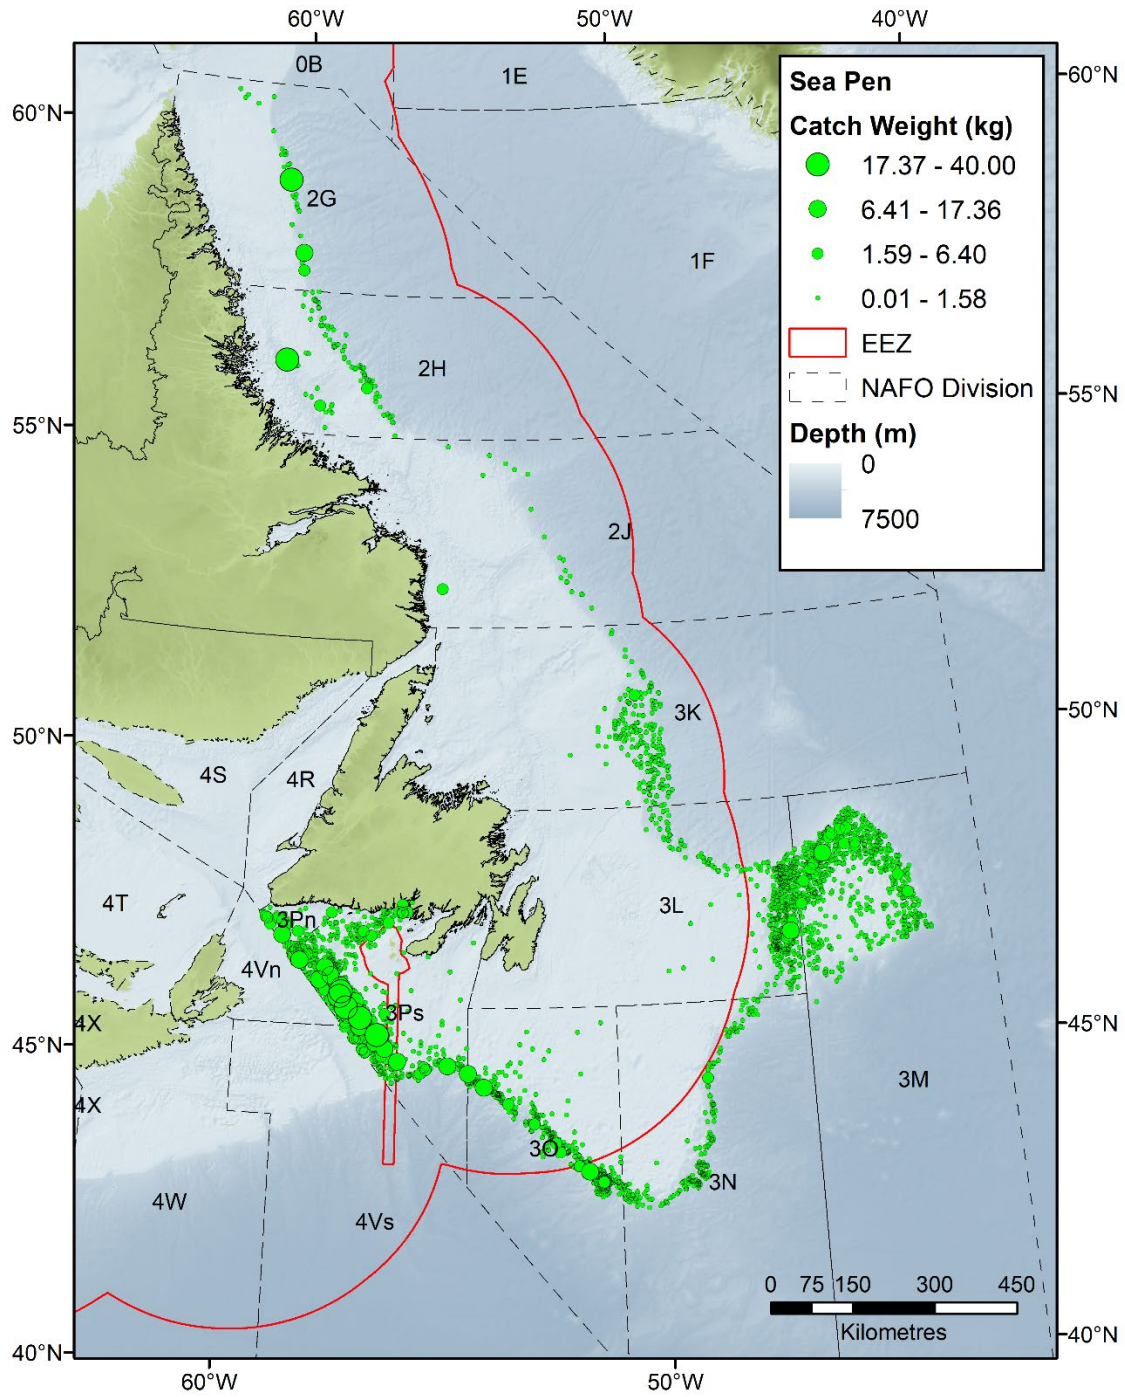 60°W 50°W 40°W
0B
1E
60°N
60°N
2G
1F
2H
55°N
55°N
2J
3K
50°N
50°N
4S
4R
4T
3Pn
3L
4Vn
4X
3Ps
45°N
45°N
3M
4X
3O
3N
4W
4Vs
40°N
40°N
60°W 50°W
Sea Pen
Catch Weight (kg)
17.37 - 40.00
6.41 - 17.36
1.59 - 6.40
0.01 - 1.58
EEZ
NAFO Division
Depth (m)
0
7500
0 75 150 300 450
Kilometres